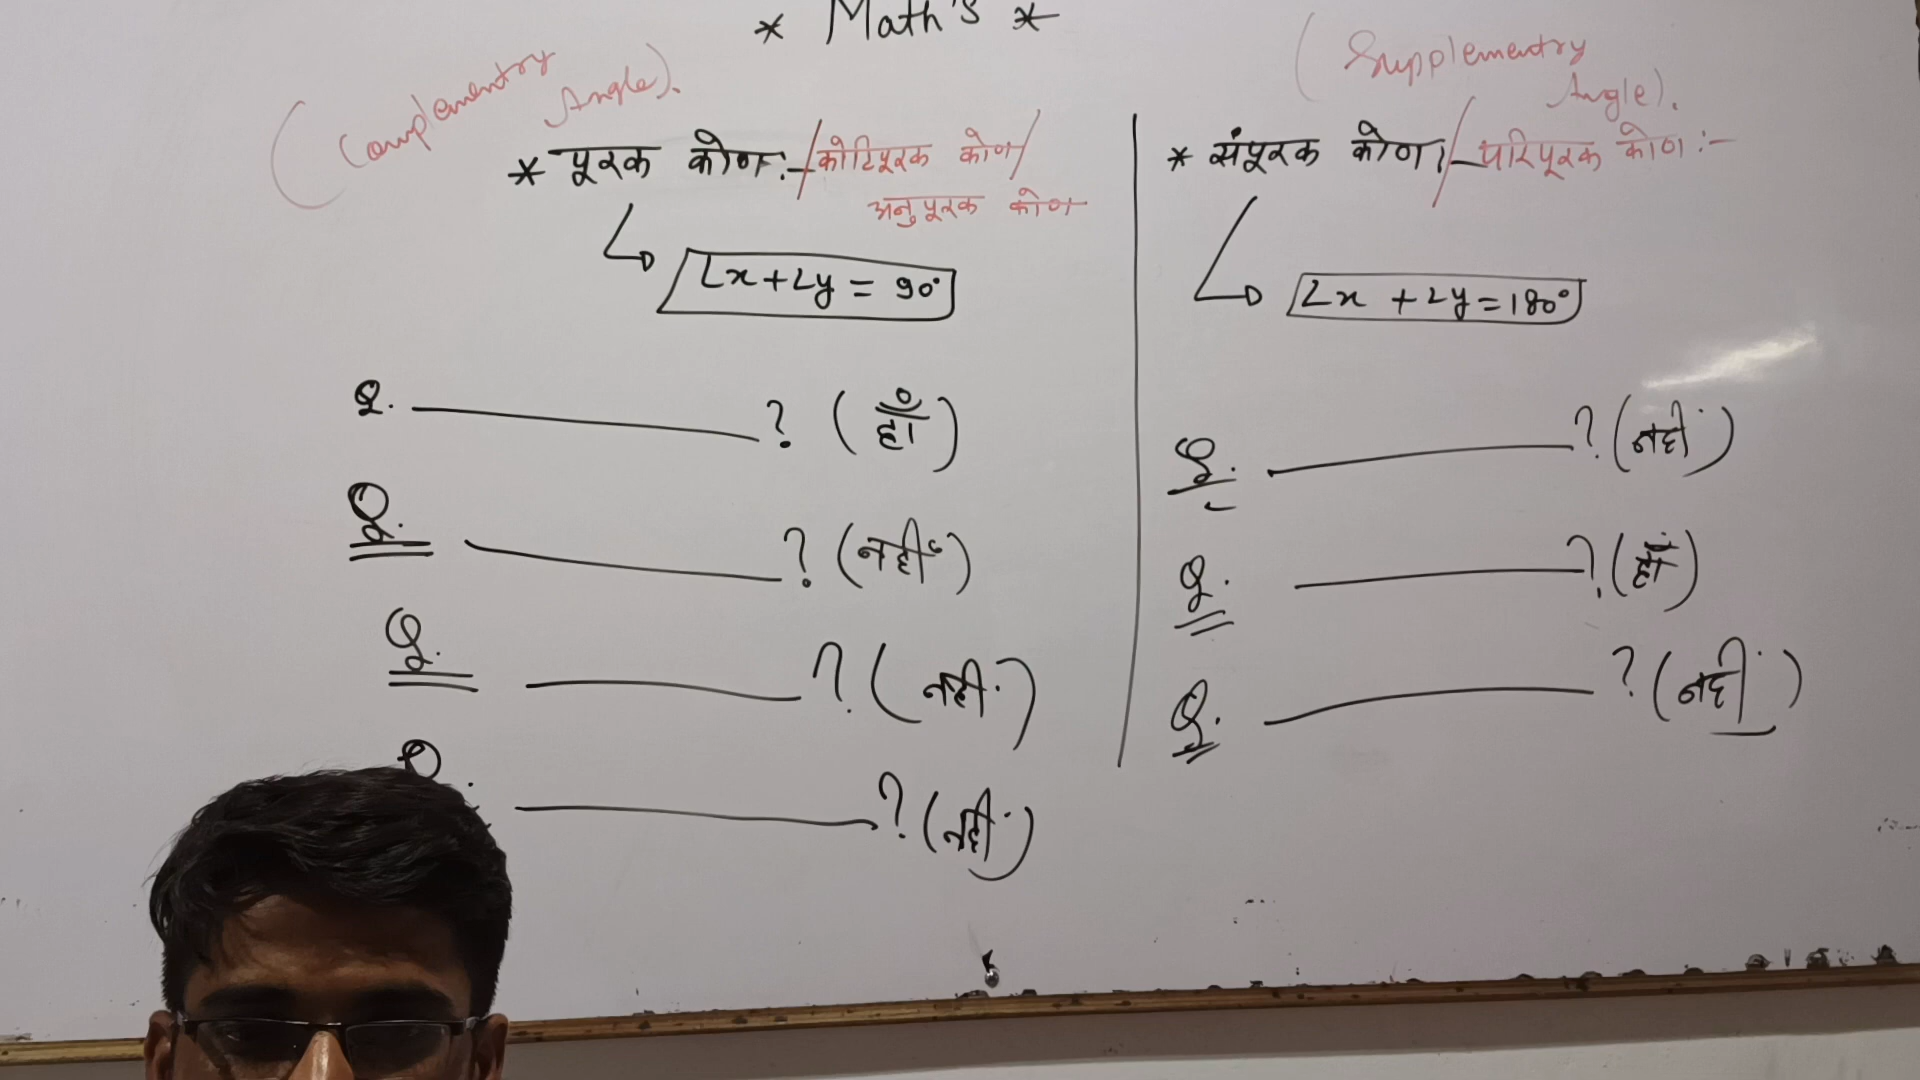 * Math's *
(Complementry
Angle).
* पूरक कोण:-/कोटिपूरक कोण/
अनुपूरक कोण
∠x+∠y = 90°
Q. ? (हाँ)
Q. ? (नहीं)
Q. ? (नहीं)
Q. ? (नहीं)
(Supplementry
Angle).
* संपूरक कोण:-/परिपूरक कोण:-
∠x + ∠y = 180°
Q. ? (नहीं)
Q. ? (हाँ)
Q. ? (नहीं)